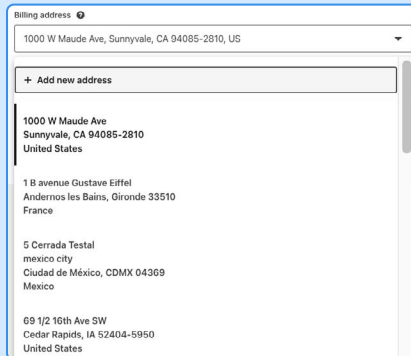 Billing address
1000 W Maude Ave, Sunnyvale, CA 94085-2810, US
+ Add new address
1000 W Maude Ave
Sunnyvale, CA 94085-2810
United States
1 B avenue Gustave Eiffel
Andernos les Bains, Gironde 33510
France
5 Cerrada Testal
mexico city
Ciudad de México, CDMX 04369
Mexico
69 1/2 16th Ave SW
Cedar Rapids, IA 52404-5950
United States